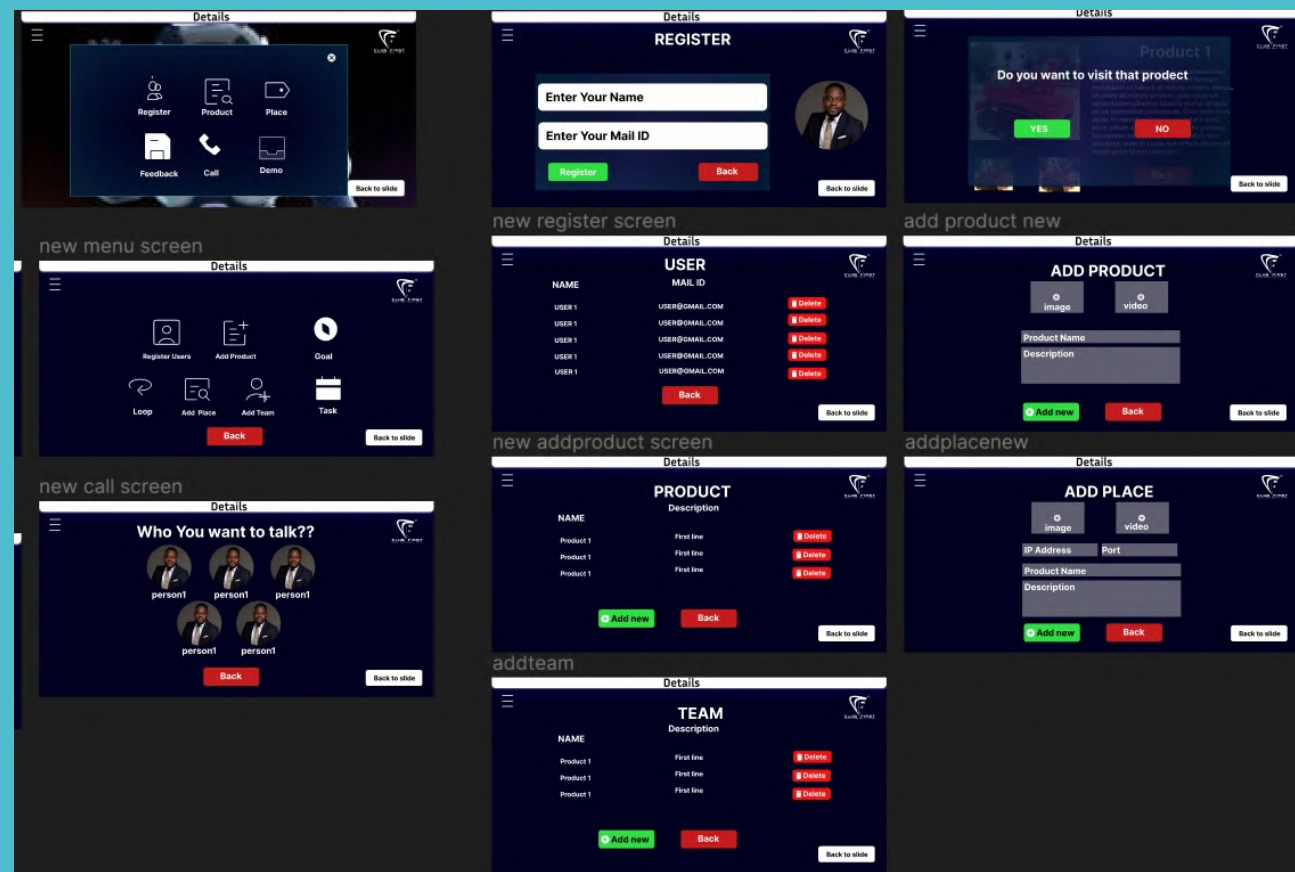 Details
Register
Product
Place
Feedback
Call
Demo
Back to slide
new menu screen
Details
Register Users
Add Product
Goal
Loop
Add Place
Add Team
Task
Back
Back to slide
new call screen
Details
Who You want to talk??
person1
person1
person1
person1
person1
Back
Back to slide
Details
REGISTER
Enter Your Name
Enter Your Mail ID
Register
Back
Back to slide
new register screen
Details
USER
NAME
MAIL ID
USER 1
USER@GMAIL.COM
Delete
USER 1
USER@GMAIL.COM
Delete
USER 1
USER@GMAIL.COM
Delete
USER 1
USER@GMAIL.COM
Delete
USER 1
USER@GMAIL.COM
Delete
Back
Back to slide
new addproduct screen
Details
PRODUCT
Description
NAME
Product 1
First line
Delete
Product 1
First line
Delete
Product 1
First line
Delete
Add new
Back
Back to slide
addteam
Details
TEAM
Description
NAME
Product 1
First line
Delete
Product 1
First line
Delete
Product 1
First line
Delete
Add new
Back
Back to slide
Details
Product 1
Do you want to visit that prodect
YES
NO
Back
Back to slide
add product new
Details
ADD PRODUCT
image
video
Product Name
Description
Add new
Back
Back to slide
addplacenew
Details
ADD PLACE
image
video
IP Address
Port
Product Name
Description
Add new
Back
Back to slide